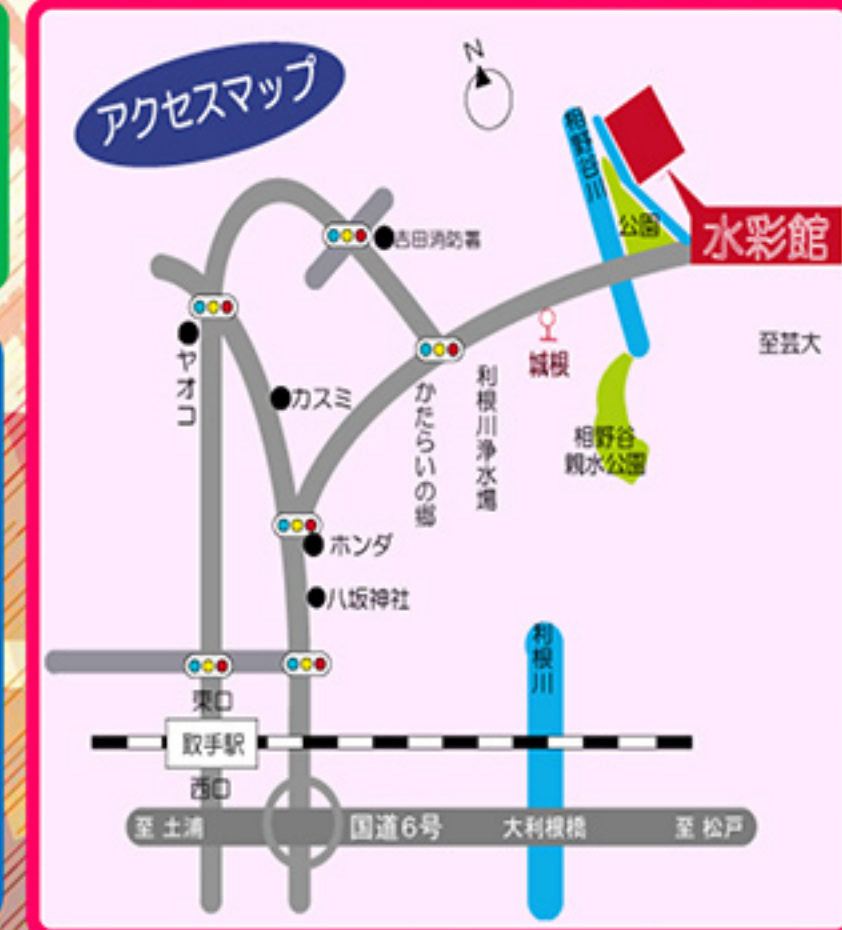 アクセスマップ
N
相野谷川
公園
水彩館
吉田消防署
至芸大
ヤオコ
カスミ
城根
かたらいの郷
利根川浄水場
相野谷
親水公園
ホンダ
八坂神社
利根川
東口
取手駅
西口
至 土浦
国道6号
大利根橋
至 松戸